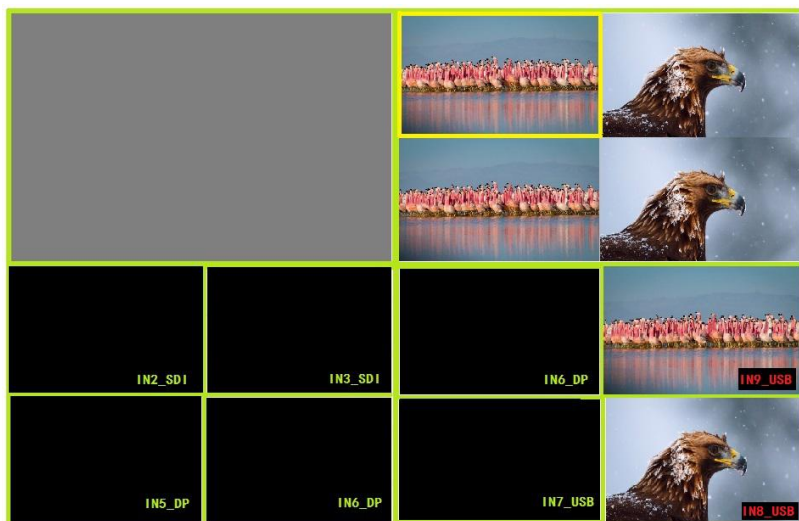 IN2_SDI
IN3_SDI
IN6_DP
IN9_USB
IN5_DP
IN6_DP
IN7_USB
IN8_USB